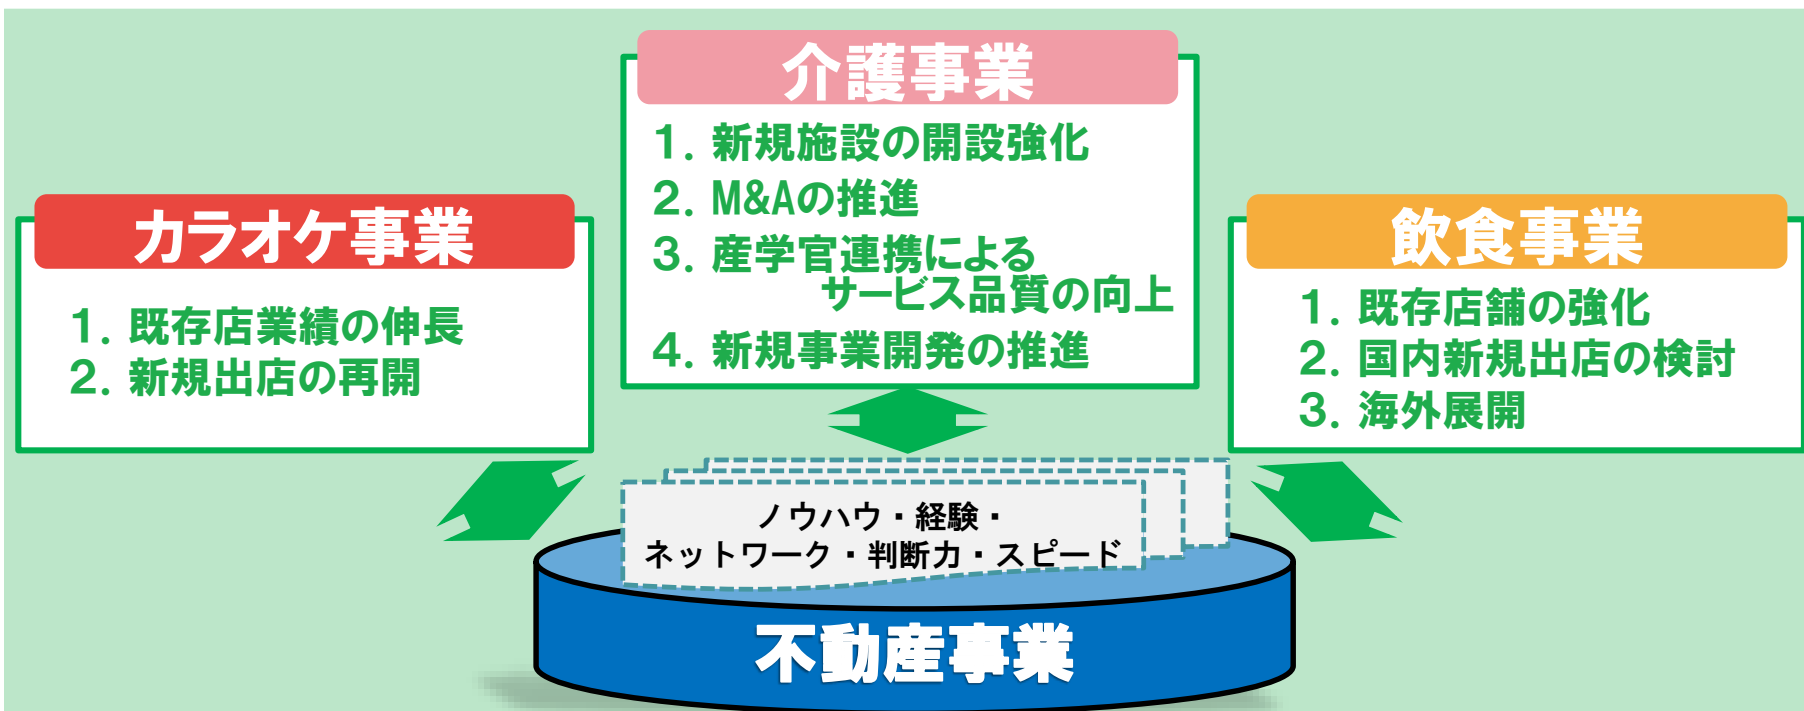 介護事業
1. 新規施設の開設強化
2. M&Aの推進
3. 産学官連携による
サービス品質の向上
4. 新規事業開発の推進
カラオケ事業
1. 既存店業績の伸長
2. 新規出店の再開
飲食事業
1. 既存店舗の強化
2. 国内新規出店の検討
3. 海外展開
ノウハウ・経験・
ネットワーク・判断力・スピード
不動産事業